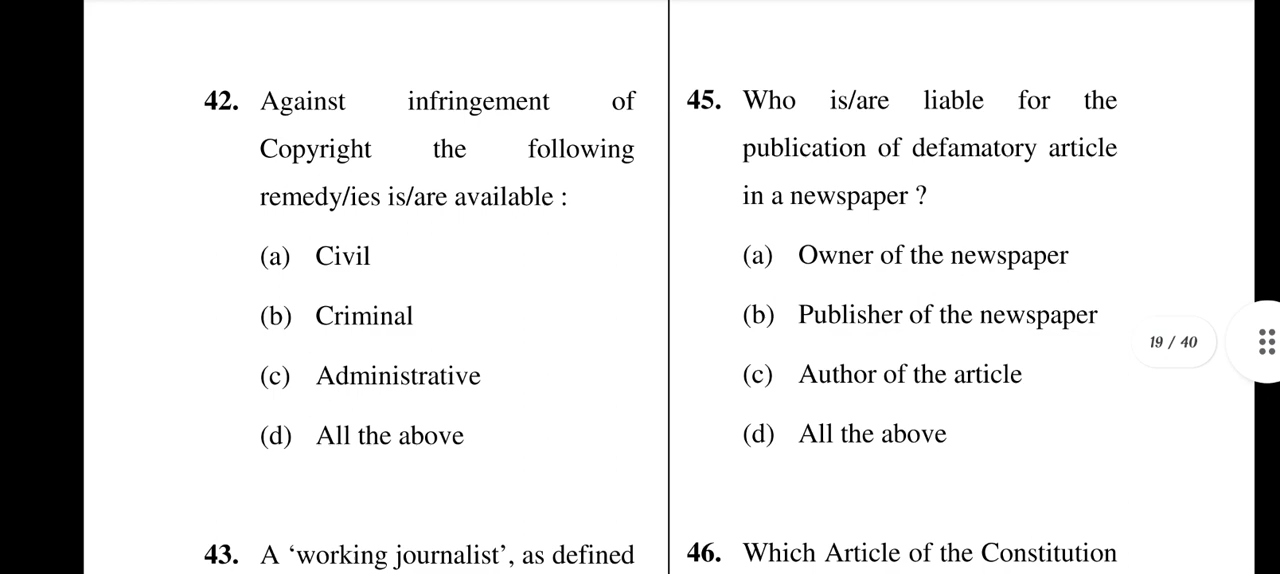 42. Against infringement of
Copyright the following
remedy/ies is/are available :
(a) Civil
(b) Criminal
(c) Administrative
(d) All the above
43. A ‘working journalist’, as defined
45. Who is/are liable for the
publication of defamatory article
in a newspaper ?
(a) Owner of the newspaper
(b) Publisher of the newspaper
(c) Author of the article
(d) All the above
46. Which Article of the Constitution
19 / 40